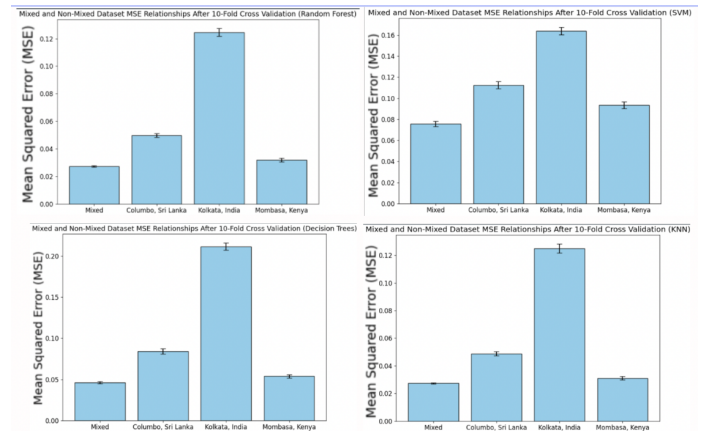 Mixed and Non-Mixed Dataset MSE Relationships After 10-Fold Cross Validation (Random Forest)
Mean Squared Error (MSE)
0.12
0.10
0.08
0.06
0.04
0.02
0.00
Mixed Columbo, Sri Lanka Kolkata, India Mombasa, Kenya
Mixed and Non-Mixed Dataset MSE Relationships After 10-Fold Cross Validation (SVM)
Mean Squared Error (MSE)
0.16
0.14
0.12
0.10
0.08
0.06
0.04
0.02
0.00
Mixed Columbo, Sri Lanka Kolkata, India Mombasa, Kenya
Mixed and Non-Mixed Dataset MSE Relationships After 10-Fold Cross Validation (Decision Trees)
Mean Squared Error (MSE)
0.20
0.15
0.10
0.05
0.00
Mixed Columbo, Sri Lanka Kolkata, India Mombasa, Kenya
Mixed and Non-Mixed Dataset MSE Relationships After 10-Fold Cross Validation (KNN)
Mean Squared Error (MSE)
0.12
0.10
0.08
0.06
0.04
0.02
0.00
Mixed Columbo, Sri Lanka Kolkata, India Mombasa, Kenya